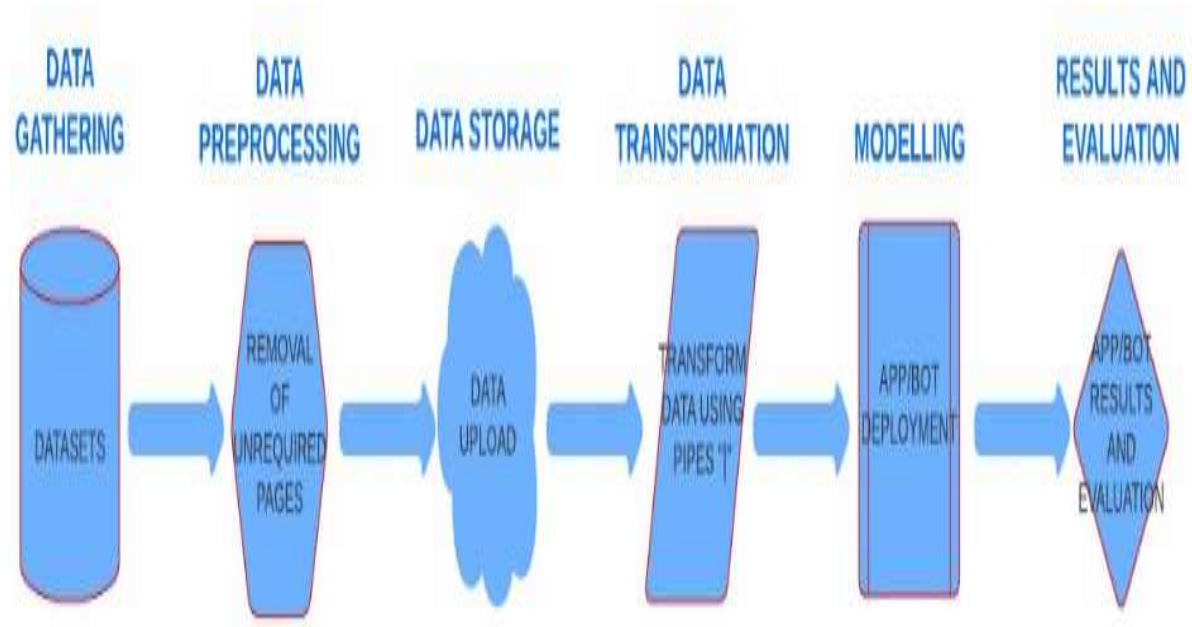 DATA
GATHERING
DATA
PREPROCESSING
DATA STORAGE
DATA
TRANSFORMATION
MODELLING
RESULTS AND
EVALUATION
DATASETS
REMOVAL
OF
UNREQUIRED
PAGES
DATA
UPLOAD
TRANSFORM
DATA USING
PIPES '|'
APP/BOT
DEPLOYMENT
APP/BOT
RESULTS
AND
EVALUATION